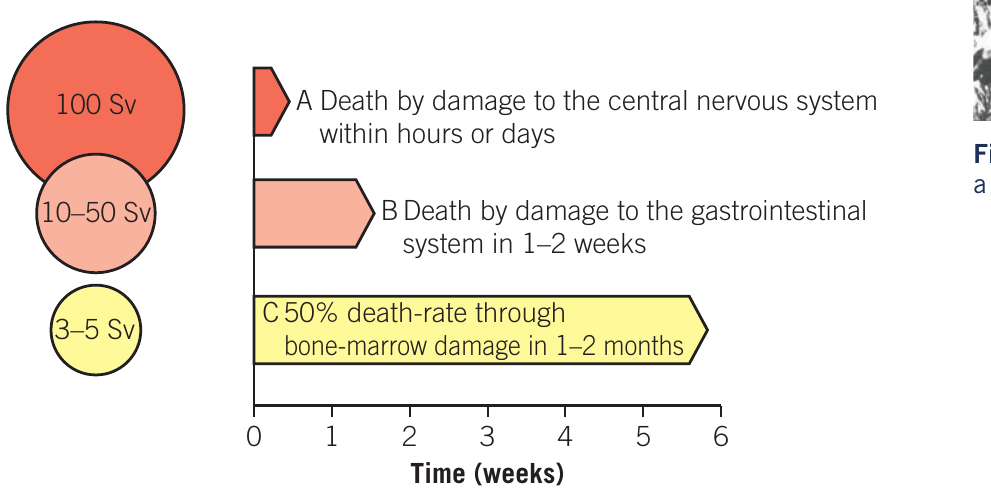 100 Sv
A Death by damage to the central nervous system
within hours or days
10–50 Sv
B Death by damage to the gastrointestinal
system in 1–2 weeks
3–5 Sv
C 50% death-rate through
bone-marrow damage in 1–2 months
0 1 2 3 4 5 6
Time (weeks)
Fi
a